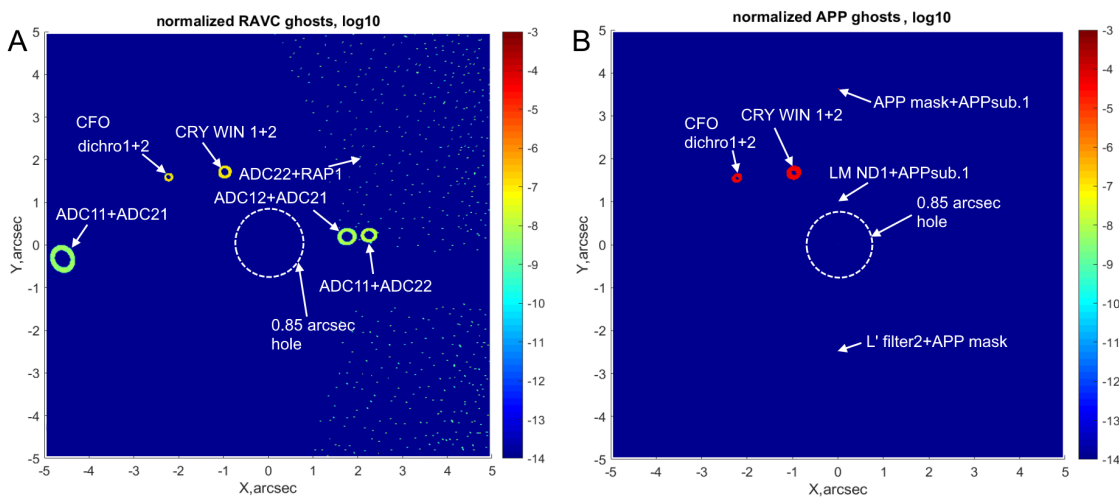 A
normalized RAVC ghosts, log10
5
4
3
2
1
0
-1
-2
-3
-4
-5
-5
-4
-3
-2
-1
0
1
2
3
4
5
Y,arcsec
X,arcsec
CFO
dichro1+2
CRY WIN 1+2
ADC22+RAP1
ADC12+ADC21
ADC11+ADC21
ADC11+ADC22
0.85 arcsec
hole
-3
-4
-5
-6
-7
-8
-9
-10
-11
-12
-13
-14
B
normalized APP ghosts , log10
5
4
3
2
1
0
-1
-2
-3
-4
-5
-5
-4
-3
-2
-1
0
1
2
3
4
5
Y,arcsec
X,arcsec
APP mask+APPsub.1
CRY WIN 1+2
CFO
dichro1+2
LM ND1+APPsub.1
0.85 arcsec
hole
L' filter2+APP mask
-3
-4
-5
-6
-7
-8
-9
-10
-11
-12
-13
-14